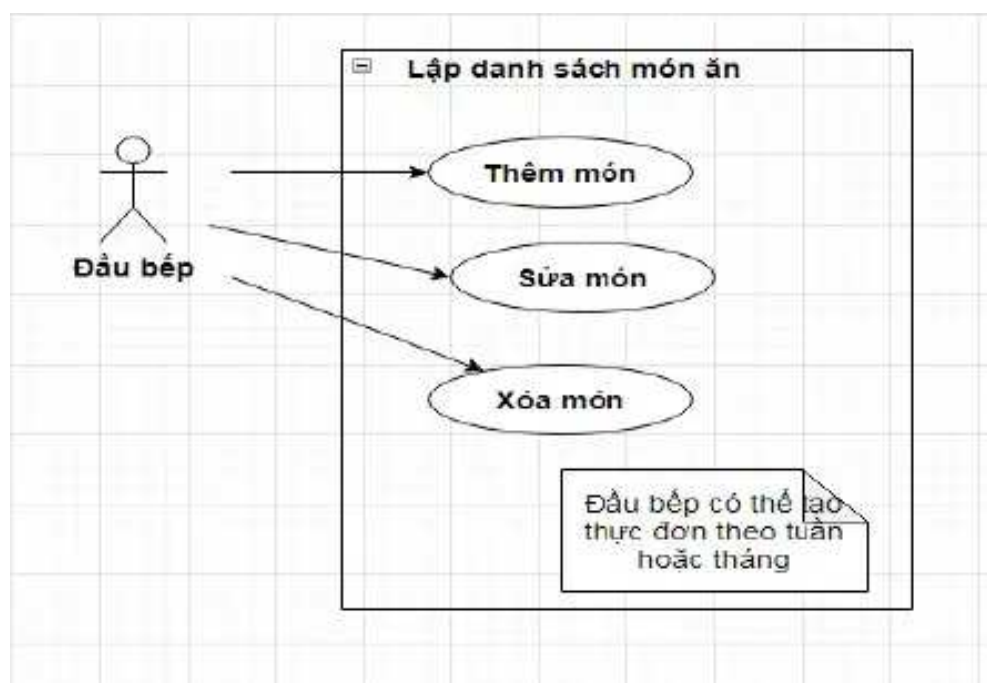 Lập danh sách món ăn
Thêm món
Sửa món
Đầu bếp
Xóa món
Đầu bếp có thể tạo
thực đơn theo tuần
hoặc tháng